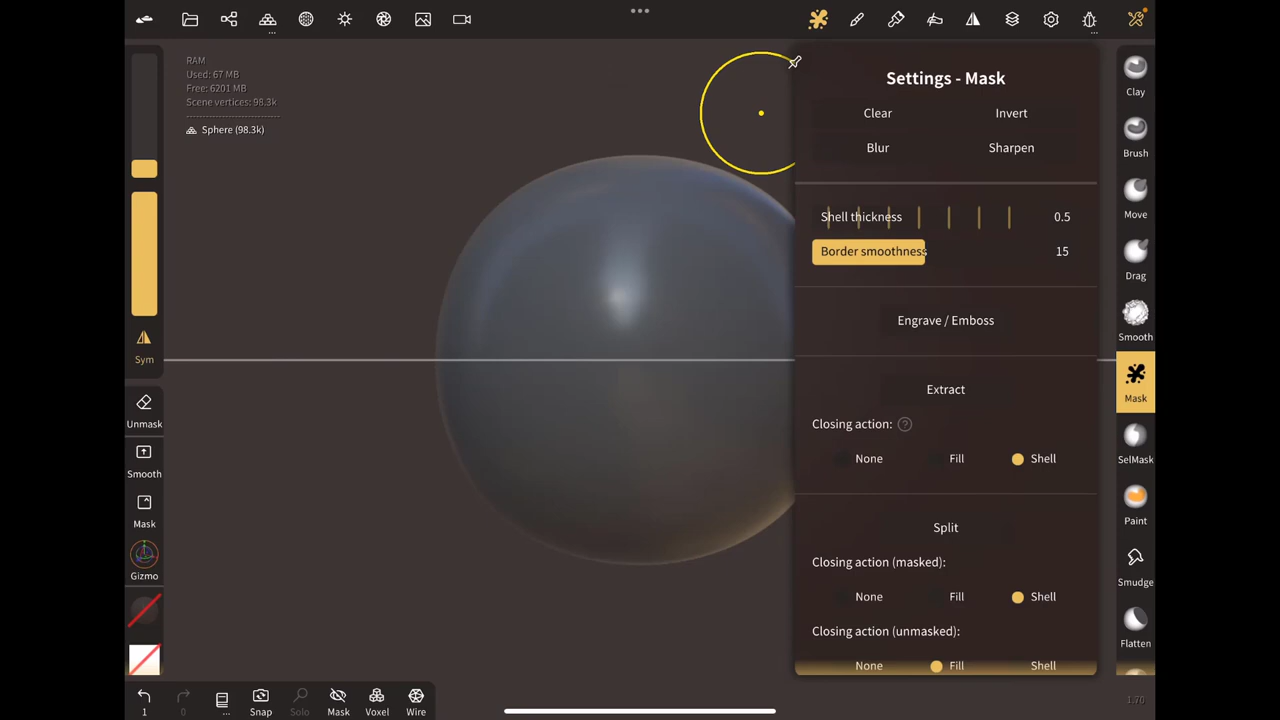 RAM
Used: 67 MB
Free: 6201 MB
Scene vertices: 98.3k
Sphere (98.3k)
Sym
Unmask
Smooth
Mask
Gizmo
Settings - Mask
Clear Invert
Blur Sharpen
Shell thickness 0.5
Border smoothness 15
Engrave / Emboss
Extract
Closing action: ?
None Fill Shell
Split
Closing action (masked):
None Fill Shell
Closing action (unmasked):
None Fill Shell
Clay
Brush
Move
Drag
Smooth
Mask
SelMask
Paint
Smudge
Flatten
1 0 ... Snap Solo Mask Voxel Wire
1.70